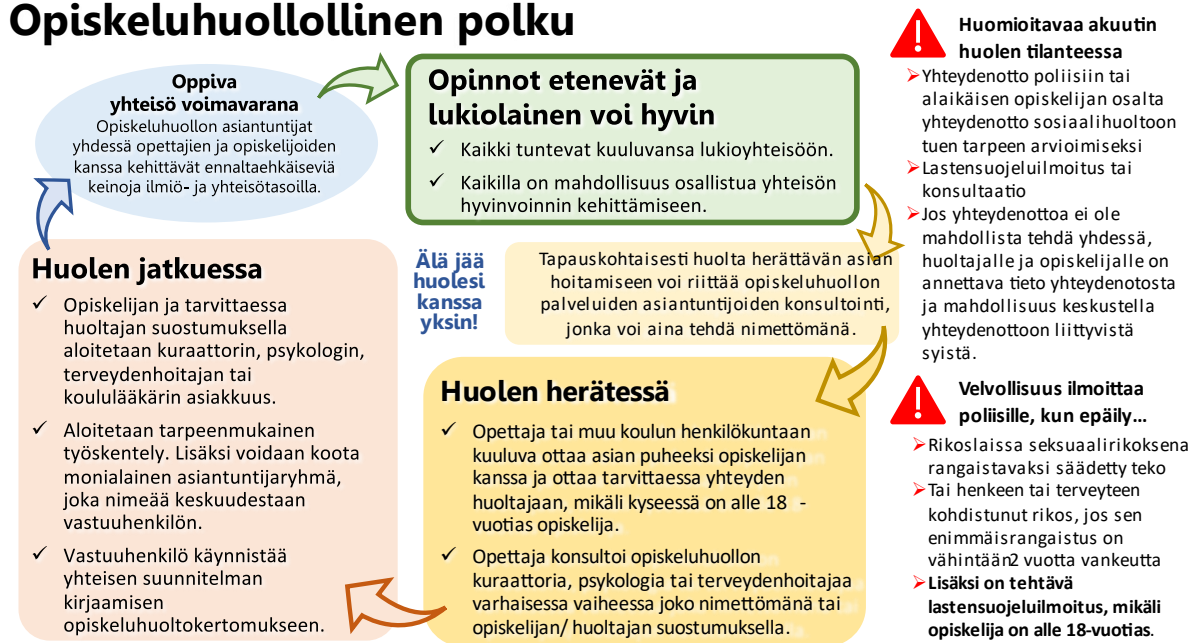 Opiskeluhuollollinen polku
Oppiva
yhteisö voimavarana
Opiskeluhuollon asiantuntijat
yhdessä opettajien ja opiskelijoiden
kanssa kehittävät ennaltaehkäiseviä
keinoja ilmiö- ja yhteisötasoilla.
Opinnot etenevät ja
lukiolainen voi hyvin
✓ Kaikki tuntevat kuuluvansa lukioyhteisöön.
✓ Kaikilla on mahdollisuus osallistua yhteisön
hyvinvoinnin kehittämiseen.
Älä jää
huolesi
kanssa
yksin!
Tapauskohtaisesti huolta herättävän asian
hoitamiseen voi riittää opiskeluhuollon
palveluiden asiantuntijoiden konsultointi,
jonka voi aina tehdä nimettömänä.
Huolen herätessä
✓ Opettaja tai muu koulun henkilökuntaan
kuuluva ottaa asian puheeksi opiskelijan
kanssa ja ottaa tarvittaessa yhteyden
huoltajaan, mikäli kyseessä on alle 18 -
vuotias opiskelija.
✓ Opettaja konsultoi opiskeluhuollon
kuraattoria, psykologia tai terveydenhoitajaa
varhaisessa vaiheessa joko nimettömänä tai
opiskelijan/ huoltajan suostumuksella.
Huolen jatkuessa
✓ Opiskelijan ja tarvittaessa
huoltajan suostumuksella
aloitetaan kuraattorin, psykologin,
terveydenhoitajan tai
koululääkärin asiakkuus.
✓ Aloitetaan tarpeenmukainen
työskentely. Lisäksi voidaan koota
monialainen asiantuntijaryhmä,
joka nimeää keskuudestaan
vastuuhenkilön.
✓ Vastuuhenkilö käynnistää
yhteisen suunnitelman
kirjaamisen
opiskeluhuoltokertomukseen.
Huomioitavaa akuutin
huolen tilanteessa
➢Yhteydenotto poliisiin tai
alaikäisen opiskelijan osalta
yhteydenotto sosiaalihuoltoon
tuen tarpeen arvioimiseksi
➢Lastensuojeluilmoitus tai
konsultaatio
➢Jos yhteydenottoa ei ole
mahdollista tehdä yhdessä,
huoltajalle ja opiskelijalle on
annettava tieto yhteydenotosta
ja mahdollisuus keskustella
yhteydenottoon liittyvistä
syistä.
Velvollisuus ilmoittaa
poliisille, kun epäily…
➢Rikoslaissa seksuaalirikoksena
rangaistavaksi säädetty teko
➢Tai henkeen tai terveyteen
kohdistunut rikos, jos sen
enimmäisrangaistus on
vähintään2 vuotta vankeutta
➢Lisäksi on tehtävä
lastensuojeluilmoitus, mikäli
opiskelija on alle 18-vuotias.